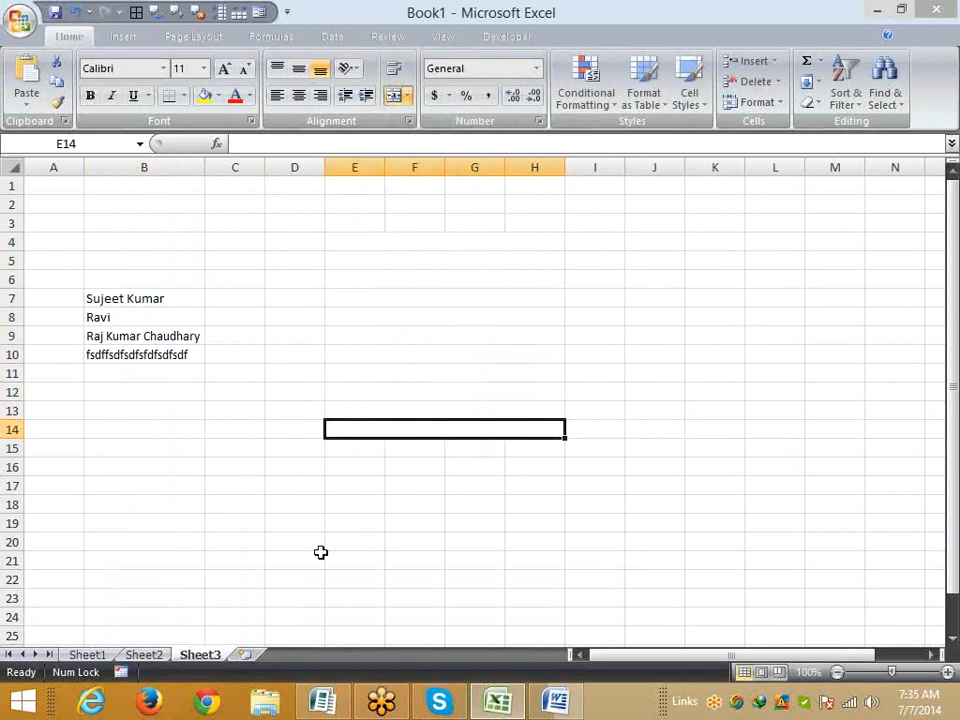 Book1 - Microsoft Excel
Home Insert Page Layout Formulas Data Review View Developer
Paste
Calibri 11
B I U
A A
General
$ % ,
Conditional Formatting
Format as Table
Cell Styles
Insert
Delete
Format
Σ
Sort & Filter
Find & Select
Clipboard Font Alignment Number Styles Cells Editing
E14 fx
A B C D E F G H I J K L M N
1
2
3
4
5
6
7 Sujeet Kumar
8 Ravi
9 Raj Kumar Chaudhary
10 fsdffsdfsdfsfdfsdfsdf
11
12
13
14
15
16
17
18
19
20
21
22
23
24
25
Sheet1 Sheet2 Sheet3
Ready Num Lock 100%
Links 7:35 AM
7/7/2014